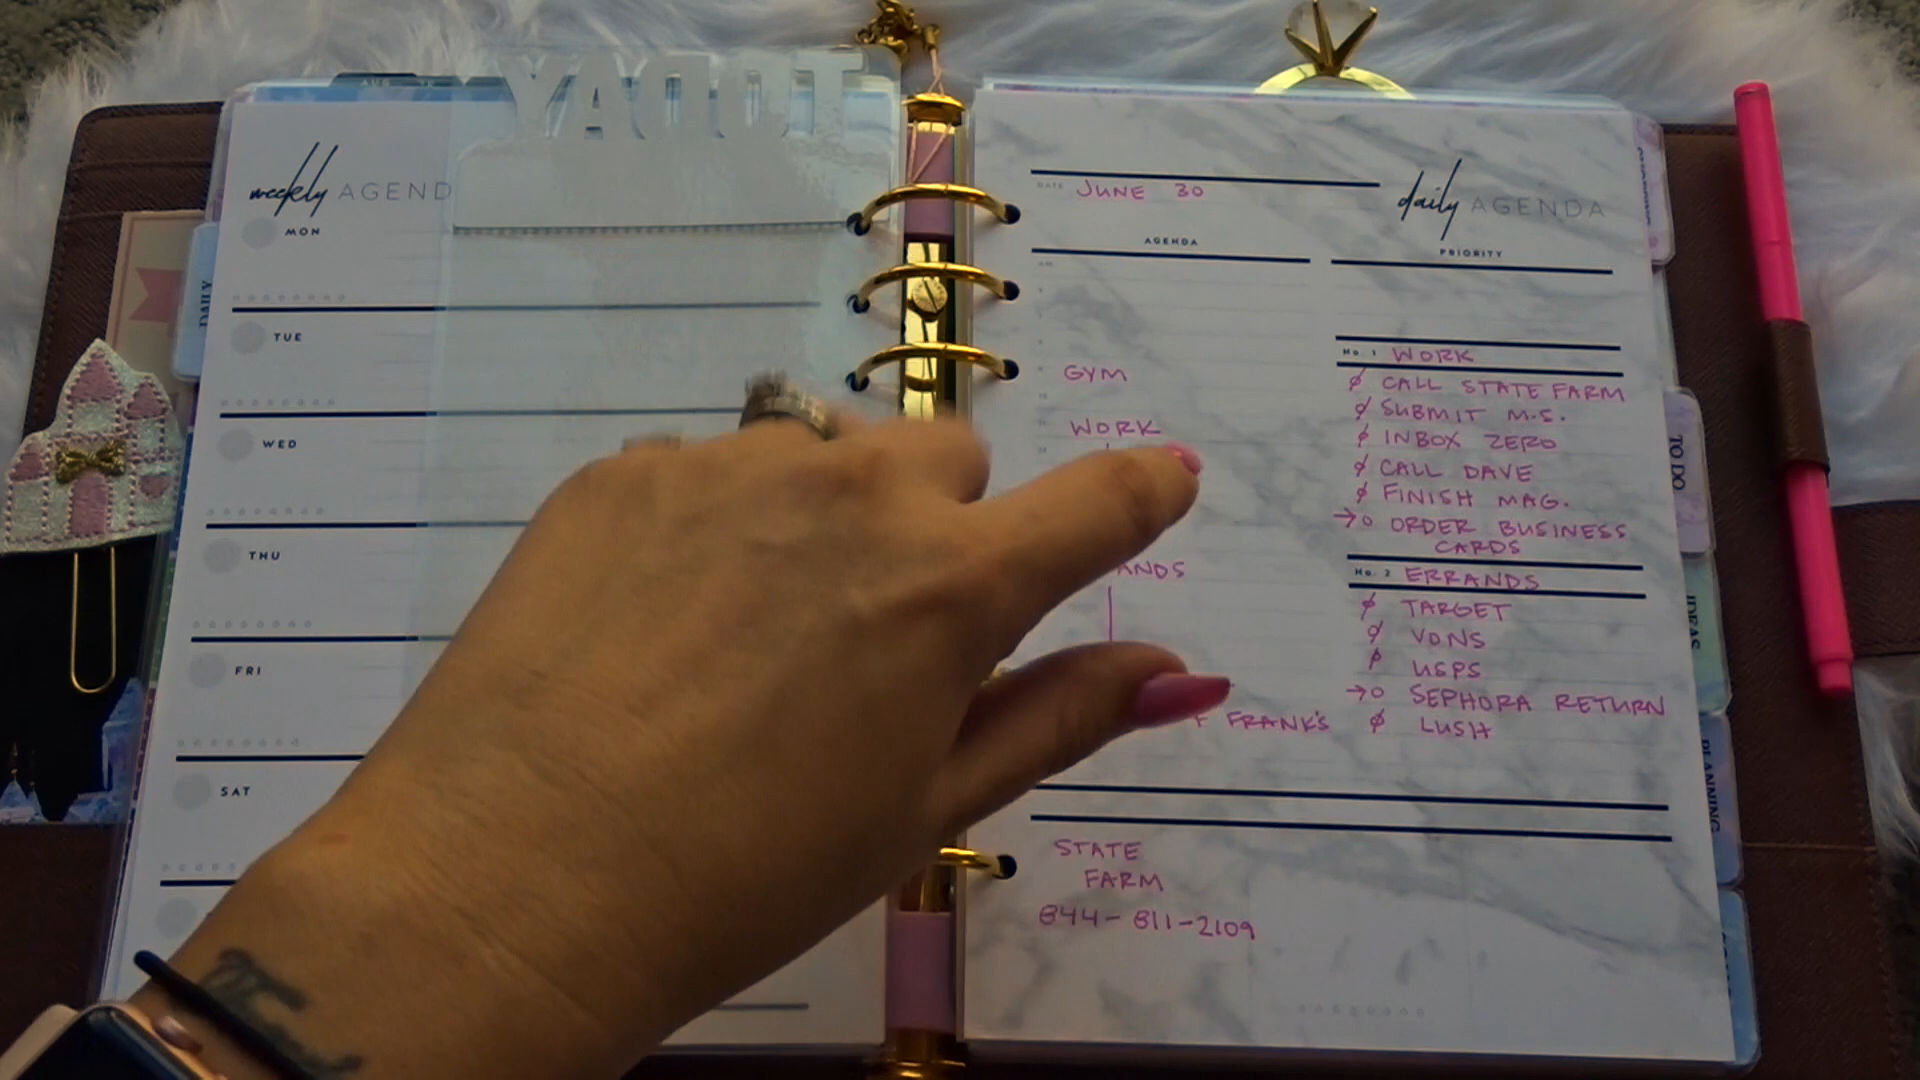 TODAY
weekly AGEND
MON
TUE
WED
THU
FRI
SAT
DAILY
DATE JUNE 30
daily AGENDA
AGENDA
PRIORITY
GYM
WORK
ANDS
F FRANK'S
No. 1 WORK
CALL STATE FARM
SUBMIT M.S.
INBOX ZERO
CALL DAVE
FINISH MAG.
→o ORDER BUSINESS
CARDS
No. 2 ERRANDS
TARGET
VONS
USPS
→o SEPHORA RETURN
LUSH
STATE
FARM
844-811-2109
TO DO
IDEAS
PLANNING